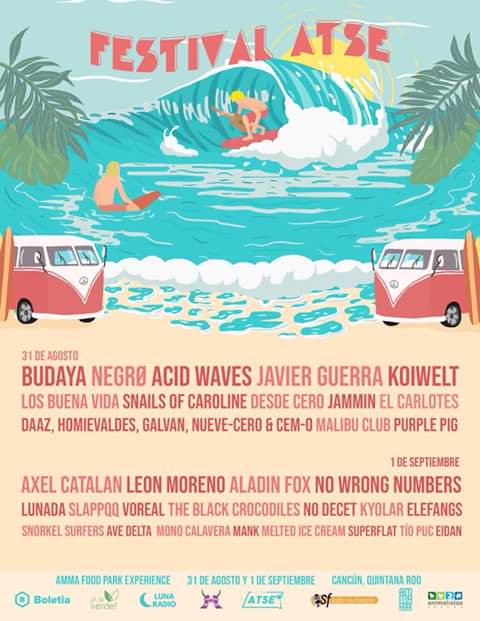 FESTIVAL ATSE
31 DE AGOSTO
BUDAYA NEGRØ ACID WAVES JAVIER GUERRA KOIWELT
LOS BUENA VIDA SNAILS OF CAROLINE DESDE CERO JAMMIN EL CARLOTES
DAAZ, HOMIEVALDES, GALVAN, NUEVE-CERO & CEM-O MALIBU CLUB PURPLE PIG
1 DE SEPTIEMBRE
AXEL CATALAN LEON MORENO ALADIN FOX NO WRONG NUMBERS
LUNADA SLAPPQQ VOREAL THE BLACK CROCODILES NO DECET KYOLAR ELEFANGS
SNORKEL SURFERS AVE DELTA MONO CALAVERA MANK MELTED ICE CREAM SUPERFLAT TÍO PUC EIDAN
AMMA FOOD PARK EXPERIENCE 31 DE AGOSTO Y 1 DE SEPTIEMBRE CANCÚN, QUINTANA ROO
Boletia a la verde! LUNA RADIO ATSE sf animalistas